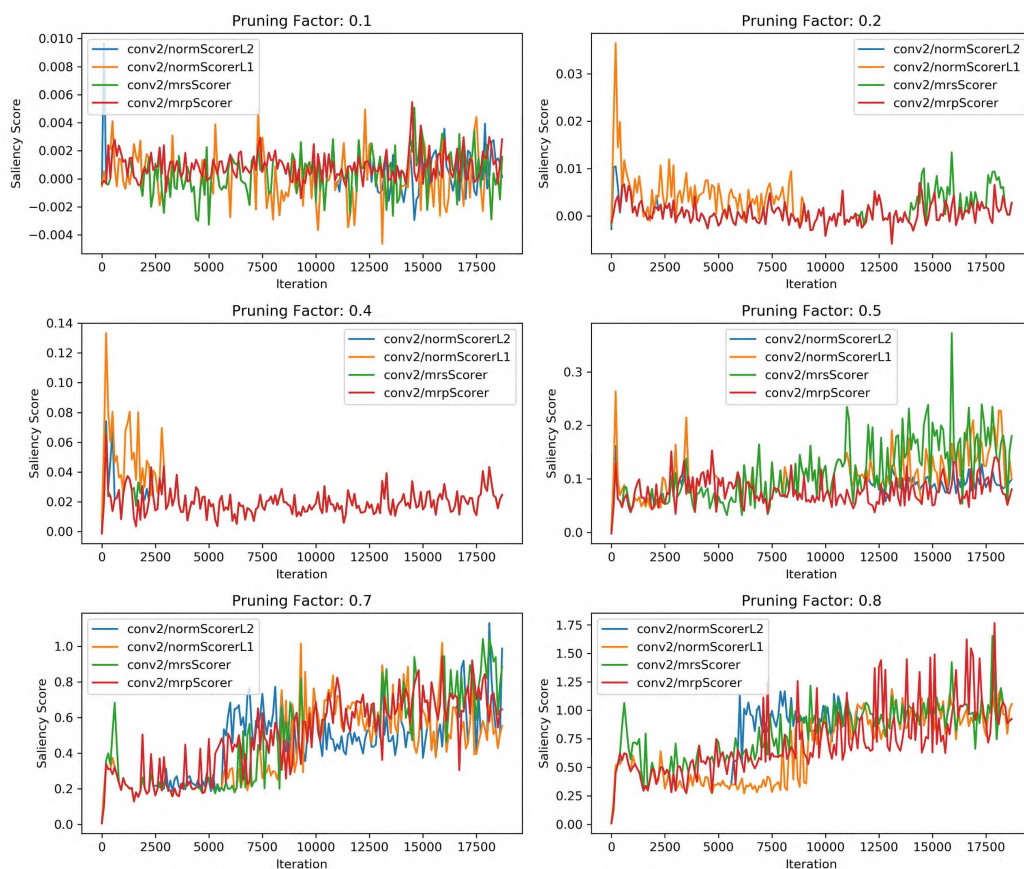 Pruning Factor: 0.1
0.010
0.008
0.006
0.004
0.002
0.000
−0.002
−0.004
Saliency Score
conv2/normScorerL2
conv2/normScorerL1
conv2/mrsScorer
conv2/mrpScorer
0 2500 5000 7500 10000 12500 15000 17500
Iteration
Pruning Factor: 0.2
0.03
0.02
0.01
0.00
Saliency Score
conv2/normScorerL2
conv2/normScorerL1
conv2/mrsScorer
conv2/mrpScorer
0 2500 5000 7500 10000 12500 15000 17500
Iteration
Pruning Factor: 0.4
0.14
0.12
0.10
0.08
0.06
0.04
0.02
0.00
Saliency Score
conv2/normScorerL2
conv2/normScorerL1
conv2/mrsScorer
conv2/mrpScorer
0 2500 5000 7500 10000 12500 15000 17500
Iteration
Pruning Factor: 0.5
0.3
0.2
0.1
0.0
Saliency Score
conv2/normScorerL2
conv2/normScorerL1
conv2/mrsScorer
conv2/mrpScorer
0 2500 5000 7500 10000 12500 15000 17500
Iteration
Pruning Factor: 0.7
1.0
0.8
0.6
0.4
0.2
0.0
Saliency Score
conv2/normScorerL2
conv2/normScorerL1
conv2/mrsScorer
conv2/mrpScorer
0 2500 5000 7500 10000 12500 15000 17500
Iteration
Pruning Factor: 0.8
1.75
1.50
1.25
1.00
0.75
0.50
0.25
0.00
Saliency Score
conv2/normScorerL2
conv2/normScorerL1
conv2/mrsScorer
conv2/mrpScorer
0 2500 5000 7500 10000 12500 15000 17500
Iteration